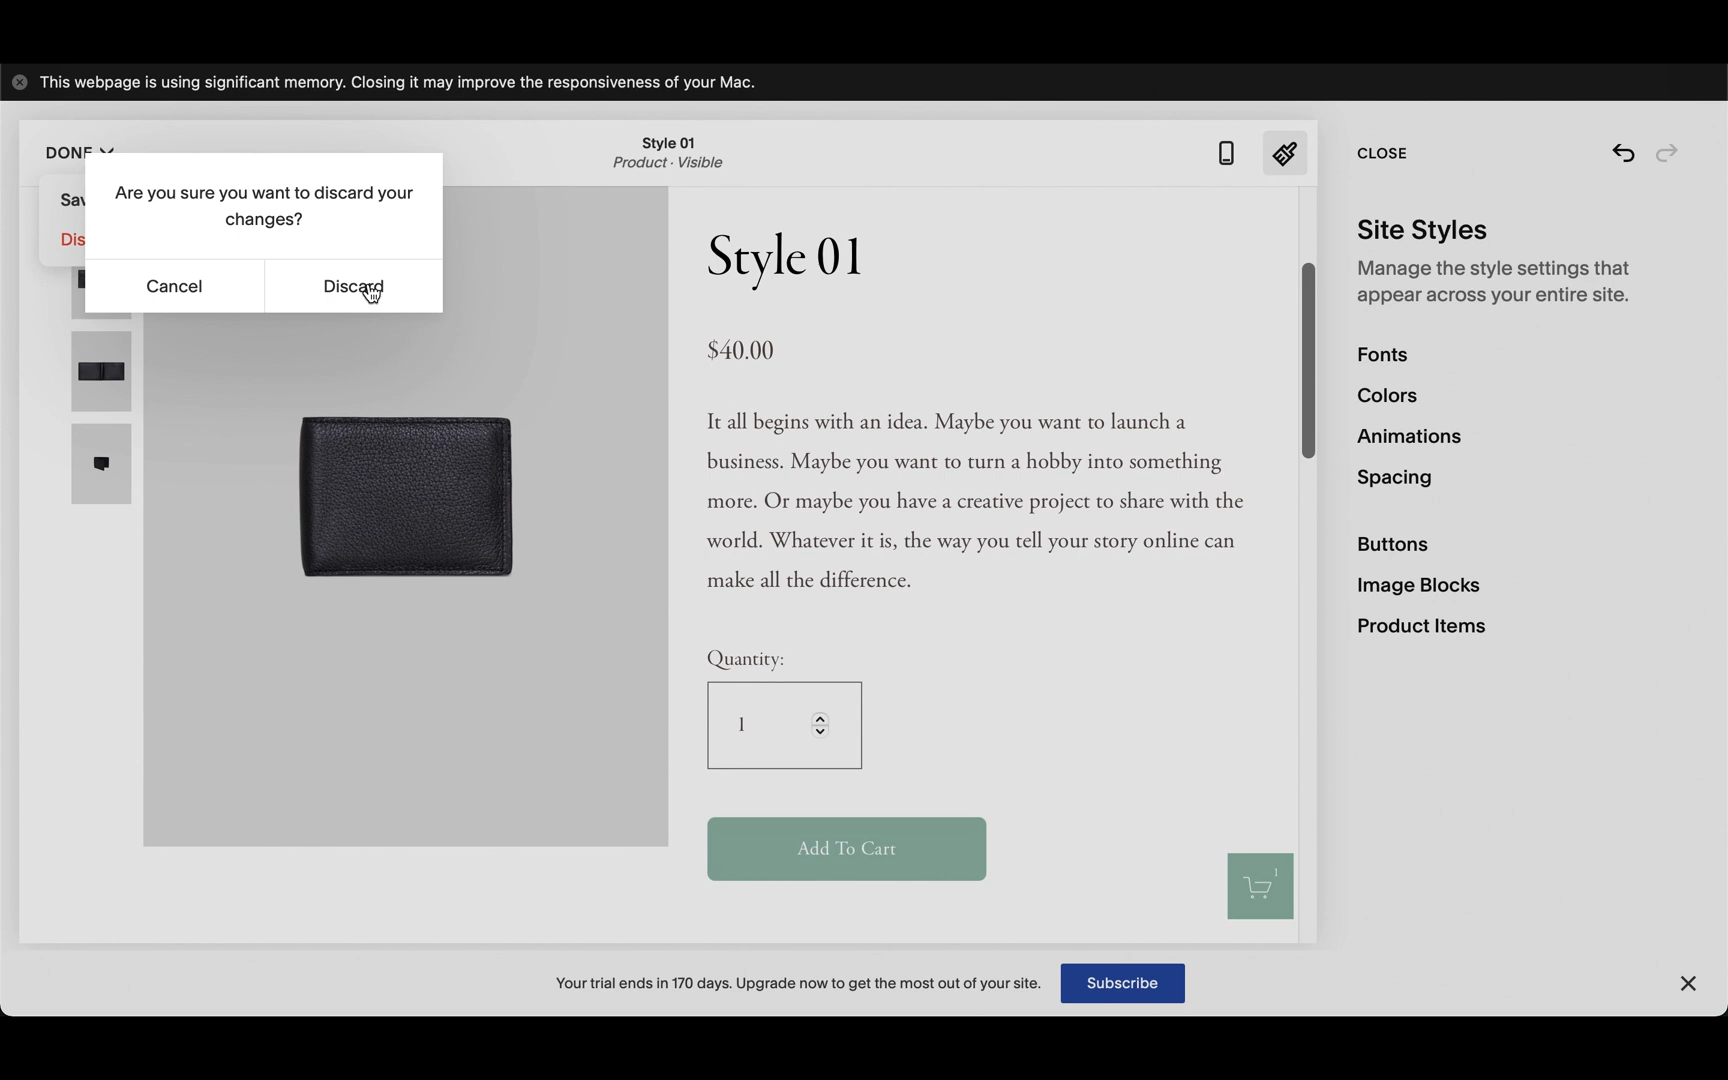 This webpage is using significant memory. Closing it may improve the responsiveness of your Mac.
DONE
Style 01
Product · Visible
CLOSE
Sav
Dis
Are you sure you want to discard your
changes?
Cancel
Discard
Style 01
$40.00
It all begins with an idea. Maybe you want to launch a
business. Maybe you want to turn a hobby into something
more. Or maybe you have a creative project to share with the
world. Whatever it is, the way you tell your story online can
make all the difference.
Quantity:
1
Add To Cart
1
Site Styles
Manage the style settings that
appear across your entire site.
Fonts
Colors
Animations
Spacing
Buttons
Image Blocks
Product Items
Your trial ends in 170 days. Upgrade now to get the most out of your site.
Subscribe